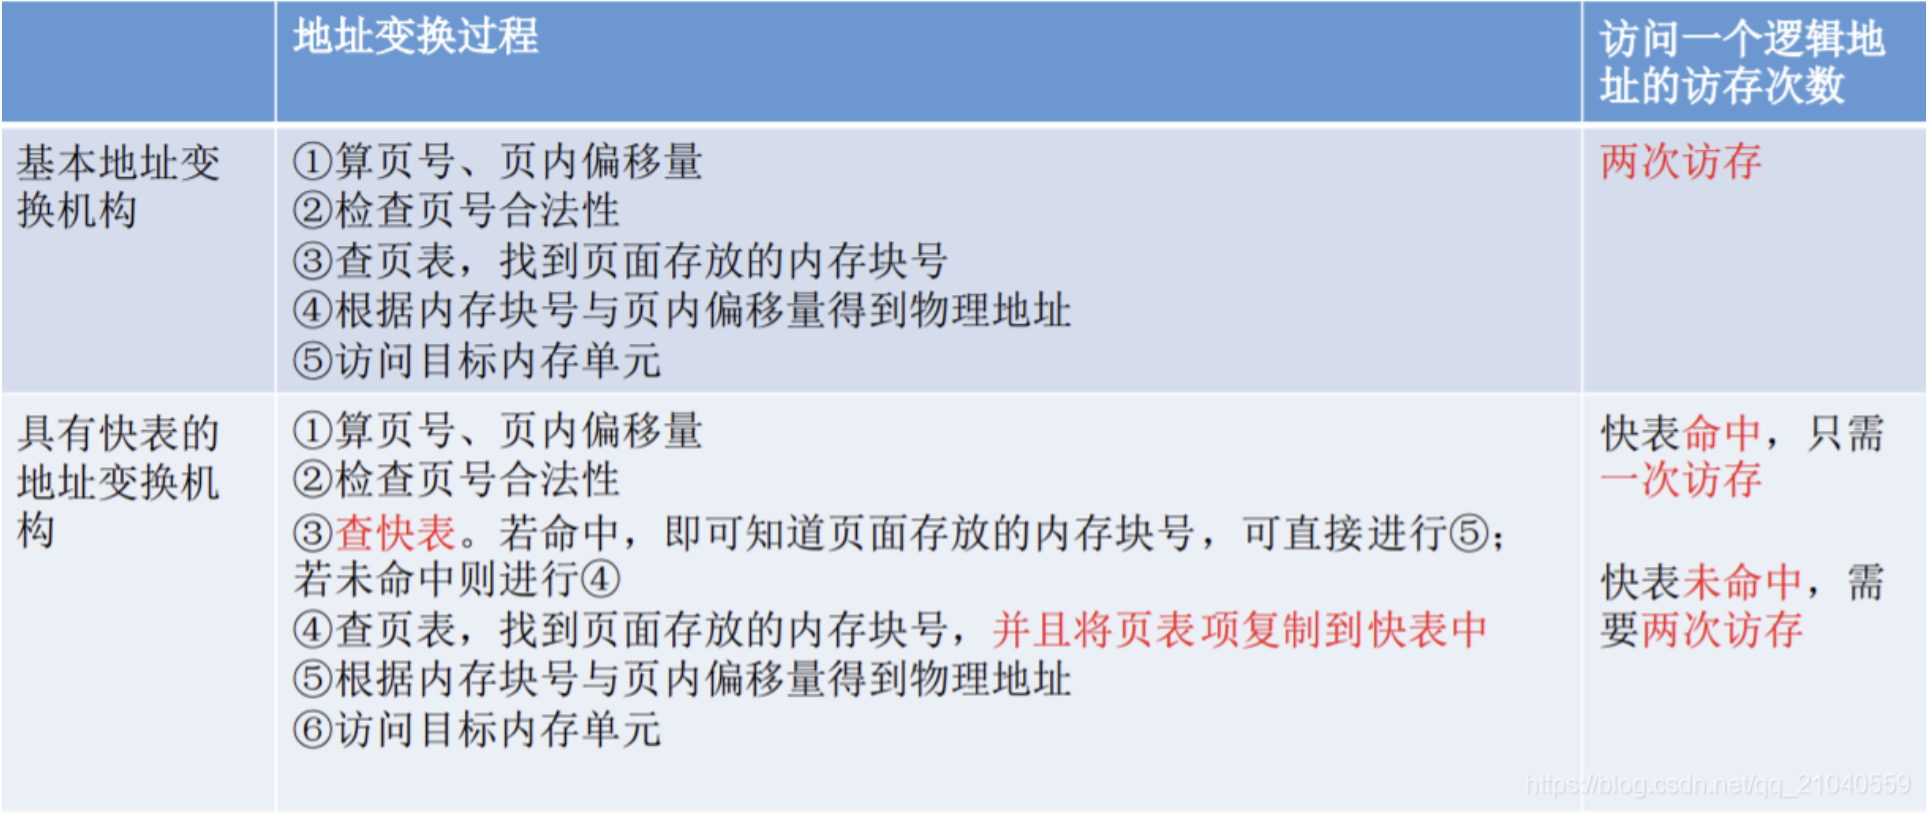 地址变换过程
访问一个逻辑地
址的访存次数
基本地址变
换机构
①算页号、页内偏移量
②检查页号合法性
③查页表，找到页面存放的内存块号
④根据内存块号与页内偏移量得到物理地址
⑤访问目标内存单元
两次访存
具有快表的
地址变换机
构
①算页号、页内偏移量
②检查页号合法性
③查快表。若命中，即可知道页面存放的内存块号，可直接进行⑤；
若未命中则进行④
④查页表，找到页面存放的内存块号，并且将页表项复制到快表中
⑤根据内存块号与页内偏移量得到物理地址
⑥访问目标内存单元
快表命中，只需
一次访存
快表未命中，需
要两次访存
https://blog.csdn.net/qq_21040559